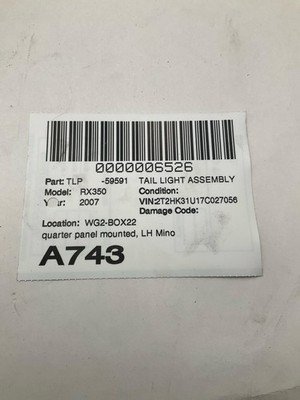 0000006526
Part: TLP -59591 TAIL LIGHT ASSEMBLY
Model: RX350 Condition:
Year: 2007 VIN:2T2HK31U17C027056
Damage Code:
Location: WG2-BOX22
quarter panel mounted, LH Mino
A743